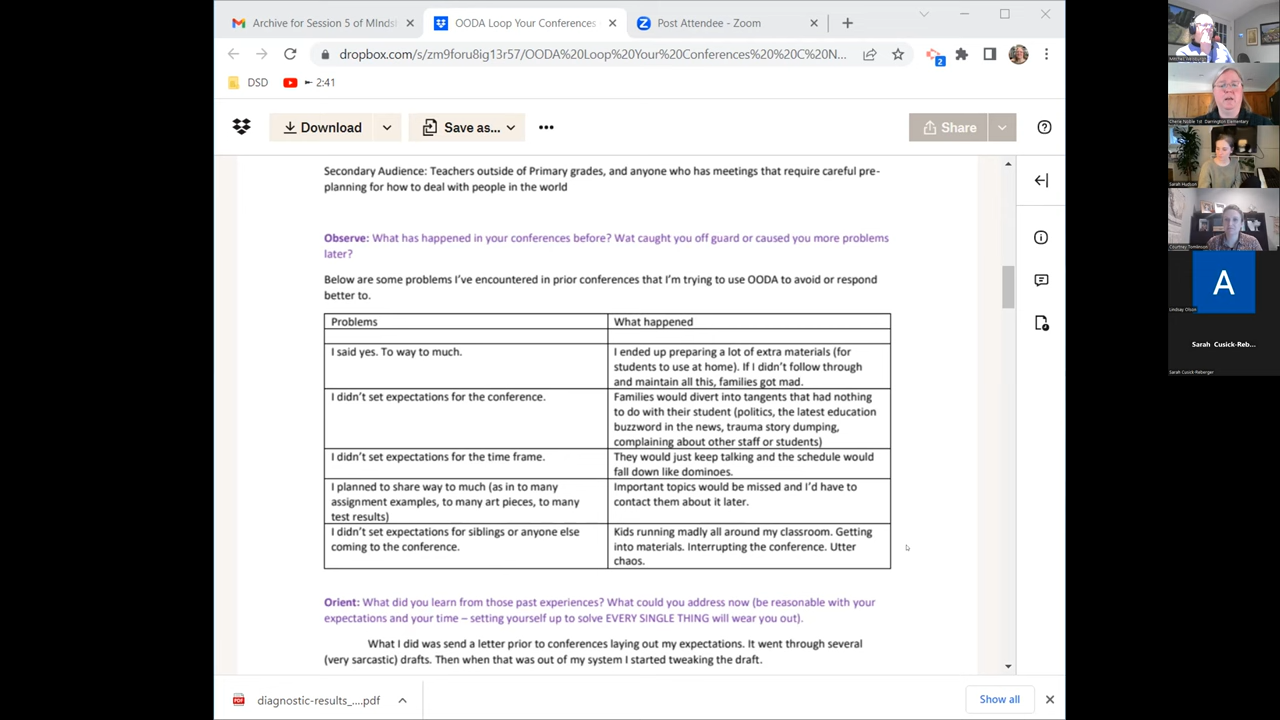 Archive for Session 5 of Mindst
OODA Loop Your Conferences
Post Attendee - Zoom
DSD
2:41
2
Download
Save as...
Share
Secondary Audience: Teachers outside of Primary grades, and anyone who has meetings that require careful pre-
planning for how to deal with people in the world
Observe: What has happened in your conferences before? Wat caught you off guard or caused you more problems
later?
Below are some problems I've encountered in prior conferences that I'm trying to use OODA to avoid or respond
better to.
Problems
What happened
I said yes. To way to much.
I ended up preparing a lot of extra materials (for
students to use at home). If I didn't follow through
and maintain all this, families got mad.
I didn't set expectations for the conference.
Families would divert into tangents that had nothing
to do with their student (politics, the latest education
buzzword in the news, trauma story dumping,
complaining about other staff or students)
I didn't set expectations for the time frame.
They would just keep talking and the schedule would
fall down like dominoes.
I planned to share way to much (as in to many
assignment examples, to many art pieces, to many
test results)
Important topics would be missed and I'd have to
contact them about it later.
I didn't set expectations for siblings or anyone else
coming to the conference.
Kids running madly all around my classroom. Getting
into materials. Interrupting the conference. Utter
chaos.
Orient: What did you learn from those past experiences? What could you address now (be reasonable with your
expectations and your time – setting yourself up to solve EVERY SINGLE THING will wear you out).
What I did was send a letter prior to conferences laying out my expectations. It went through several
(very sarcastic) drafts. Then when that was out of my system I started tweaking the draft.
diagnostic-results_....pdf
Show all
Cherie Noble 1st Darrington Elementary
Sarah Hudson
Courtney Tomlinson
A
Lindsay Olson
Sarah Cusick-Reb...
Sarah Cusick-Reberger